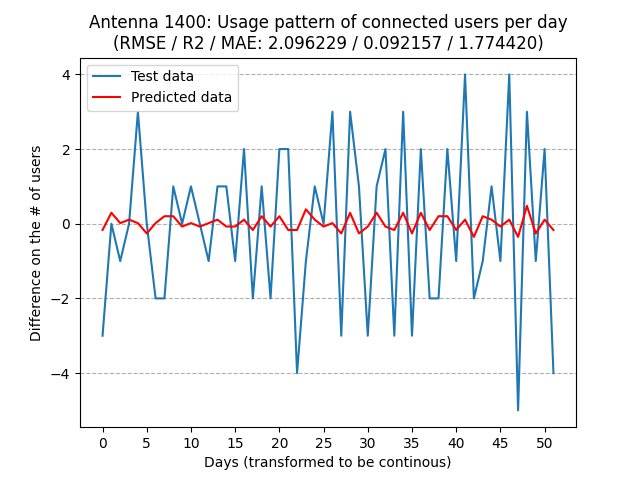 Antenna 1400: Usage pattern of connected users per day
(RMSE / R2 / MAE: 2.096229 / 0.092157 / 1.774420)
Test data
Predicted data
4
2
0
−2
−4
Difference on the # of users
0 5 10 15 20 25 30 35 40 45 50
Days (transformed to be continous)